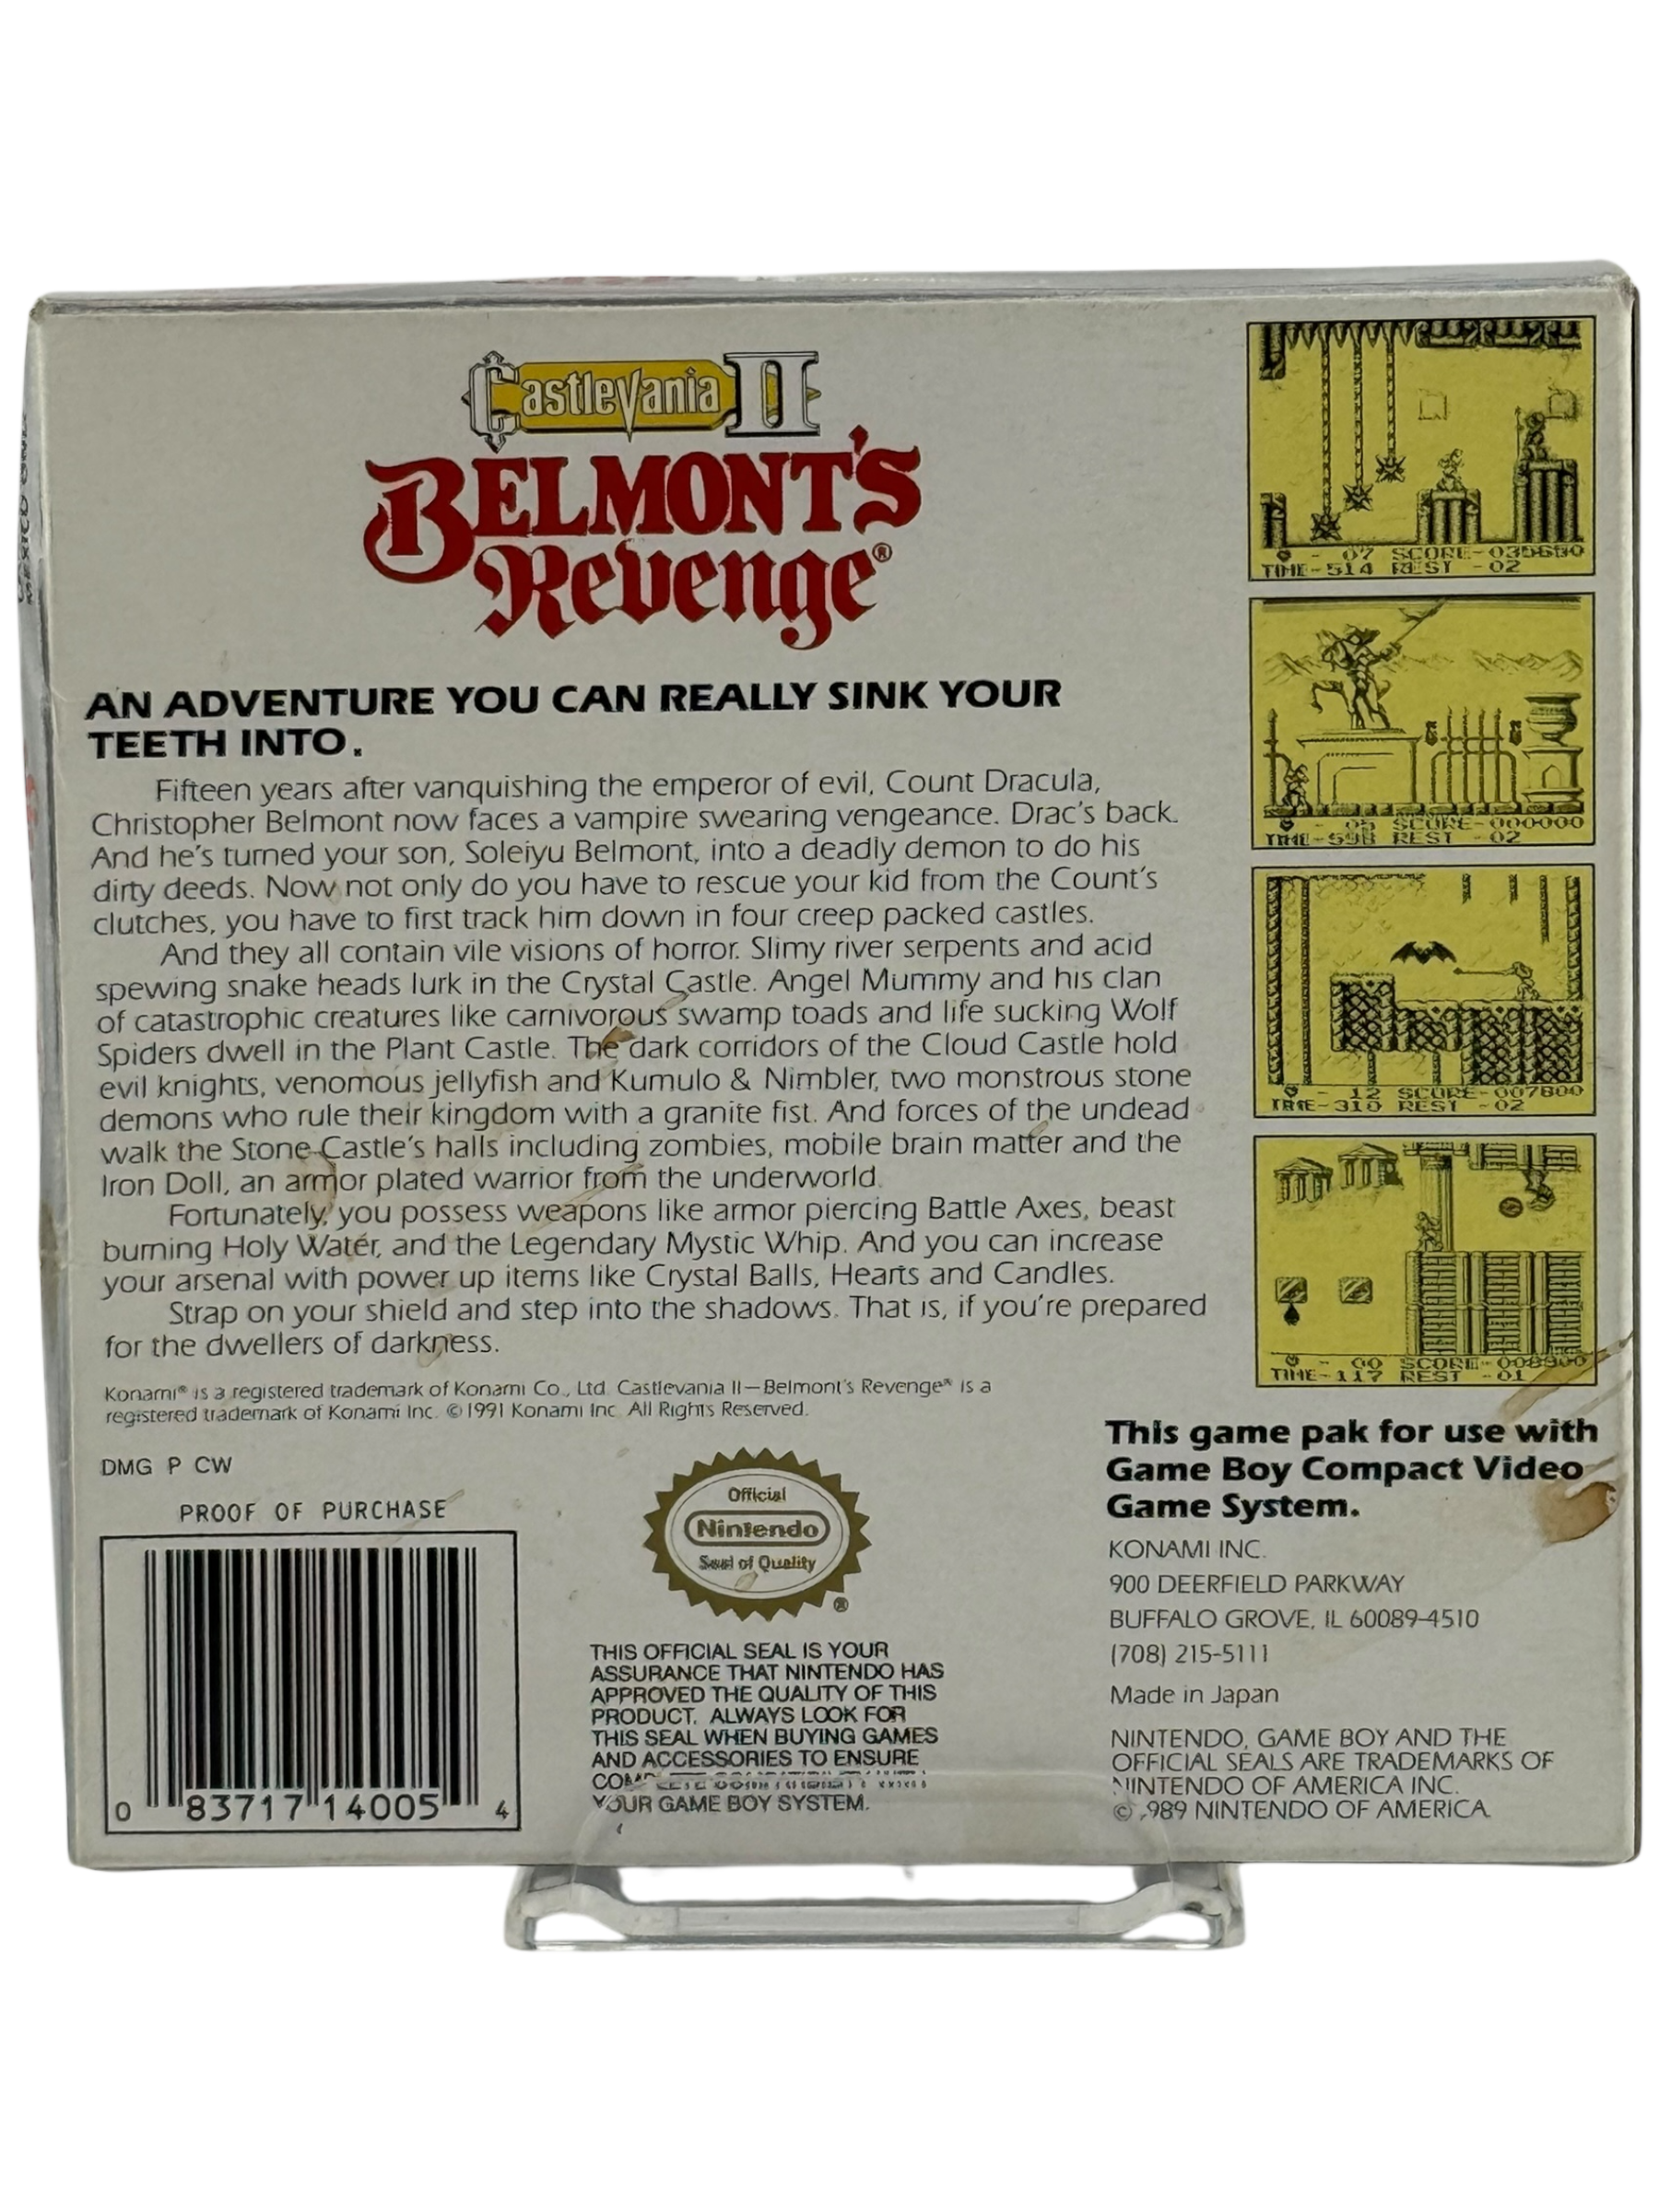 Castlevania II
BELMONT'S
Revenge®
AN ADVENTURE YOU CAN REALLY SINK YOUR
TEETH INTO.
Fifteen years after vanquishing the emperor of evil, Count Dracula,
Christopher Belmont now faces a vampire swearing vengeance. Drac's back.
And he's turned your son, Soleiyu Belmont, into a deadly demon to do his
dirty deeds. Now not only do you have to rescue your kid from the Count's
clutches, you have to first track him down in four creep packed castles.
And they all contain vile visions of horror. Slimy river serpents and acid
spewing snake heads lurk in the Crystal Castle. Angel Mummy and his clan
of catastrophic creatures like carnivorous swamp toads and life sucking Wolf
Spiders dwell in the Plant Castle. The dark corridors of the Cloud Castle hold
evil knights, venomous jellyfish and Kumulo & Nimbler, two monstrous stone
demons who rule their kingdom with a granite fist. And forces of the undead
walk the Stone Castle's halls including zombies, mobile brain matter and the
Iron Doll, an armor plated warrior from the underworld.
Fortunately, you possess weapons like armor piercing Battle Axes, beast
burning Holy Water, and the Legendary Mystic Whip. And you can increase
your arsenal with power up items like Crystal Balls, Hearts and Candles.
Strap on your shield and step into the shadows. That is, if you're prepared
for the dwellers of darkness.
Konami® is a registered trademark of Konami Co., Ltd. Castlevania II—Belmont's Revenge® is a
registered trademark of Konami Inc. © 1991 Konami Inc. All Rights Reserved.
DMG P CW
PROOF OF PURCHASE
0 83717 14005 4
Official
Nintendo
Seal of Quality
®
THIS OFFICIAL SEAL IS YOUR
ASSURANCE THAT NINTENDO HAS
APPROVED THE QUALITY OF THIS
PRODUCT. ALWAYS LOOK FOR
THIS SEAL WHEN BUYING GAMES
AND ACCESSORIES TO ENSURE
YOUR GAME BOY SYSTEM.
- 07 SCORE-035650
TIME-514 REST -02
- 05 SCORE-000000
TIME-598 REST -02
- 12 SCORE-007800
TIME-310 REST -02
- 00 SCORE-008900
TIME-117 REST -01
This game pak for use with
Game Boy Compact Video
Game System.
KONAMI INC.
900 DEERFIELD PARKWAY
BUFFALO GROVE, IL 60089-4510
(708) 215-5111
Made in Japan
NINTENDO, GAME BOY AND THE
OFFICIAL SEALS ARE TRADEMARKS OF
NINTENDO OF AMERICA INC.
© 1989 NINTENDO OF AMERICA